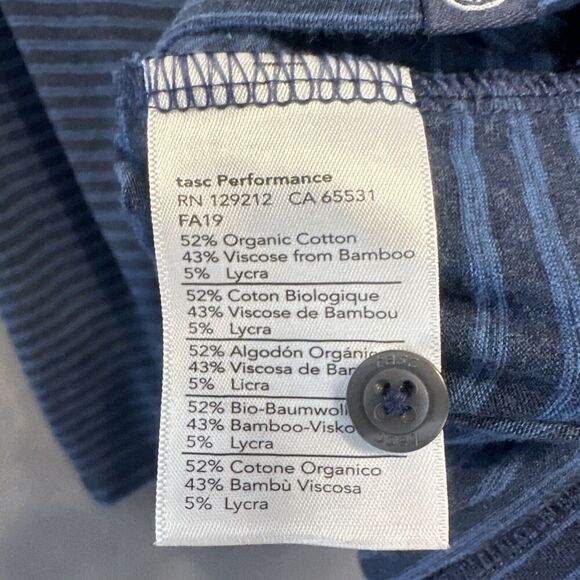 tasc Performance
RN 129212 CA 65531
FA19
52% Organic Cotton
43% Viscose from Bamboo
5% Lycra
52% Coton Biologique
43% Viscose de Bambou
5% Lycra
52% Algodón
43% Viscosa de
5% Licra
52%
43%
5% Lycra
52% Cotone Organico
43% Bambù Viscosa
5% Lycra
tasc
tasc